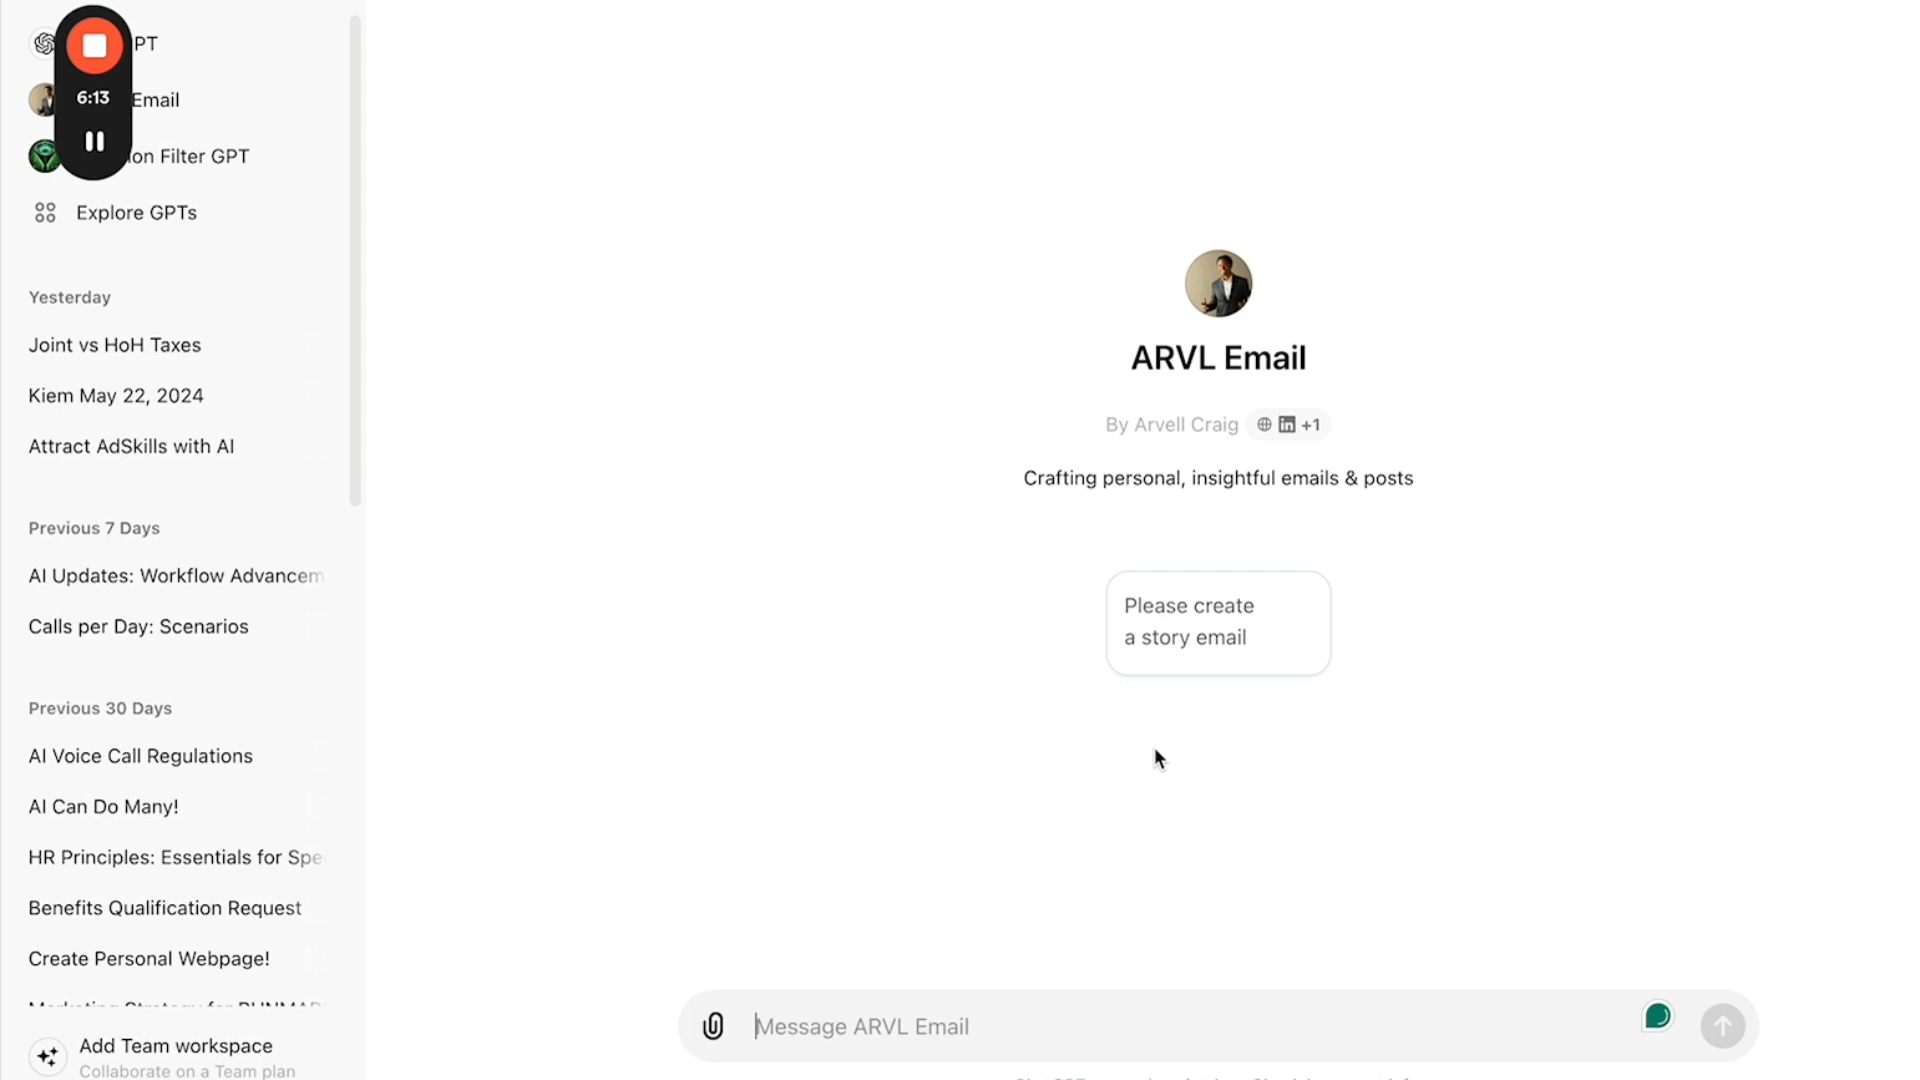 PT
6:13
Email
ion Filter GPT
Explore GPTs
Yesterday
Joint vs HoH Taxes
Kiem May 22, 2024
Attract AdSkills with AI
Previous 7 Days
AI Updates: Workflow Advancem
Calls per Day: Scenarios
Previous 30 Days
AI Voice Call Regulations
AI Can Do Many!
HR Principles: Essentials for Spe
Benefits Qualification Request
Create Personal Webpage!
Add Team workspace
Collaborate on a Team plan
ARVL Email
By Arvell Craig
in +1
Crafting personal, insightful emails & posts
Please create
a story email
Message ARVL Email